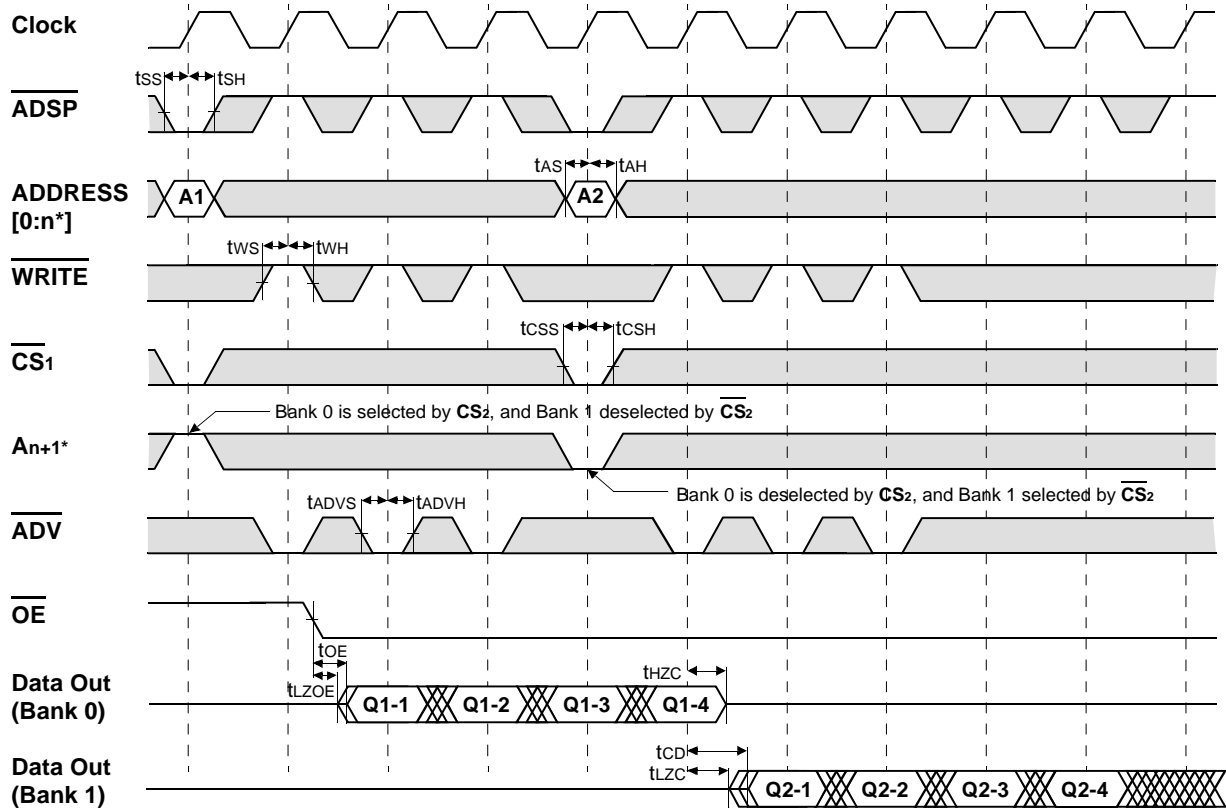 Clock
tSS
tSH
ADSP
tAS
tAH
ADDRESS
[0:n*]
A1
A2
tWS
tWH
WRITE
tCSS
tCSH
CS1
Bank 0 is selected by CS2, and Bank 1 deselected by CS2
An+1*
Bank 0 is deselected by CS2, and Bank 1 selected by CS2
tADVS
tADVH
ADV
OE
tOE
tHZC
Data Out
(Bank 0)
tLZOE
Q1-1
Q1-2
Q1-3
Q1-4
tCD
tLZC
Data Out
(Bank 1)
Q2-1
Q2-2
Q2-3
Q2-4